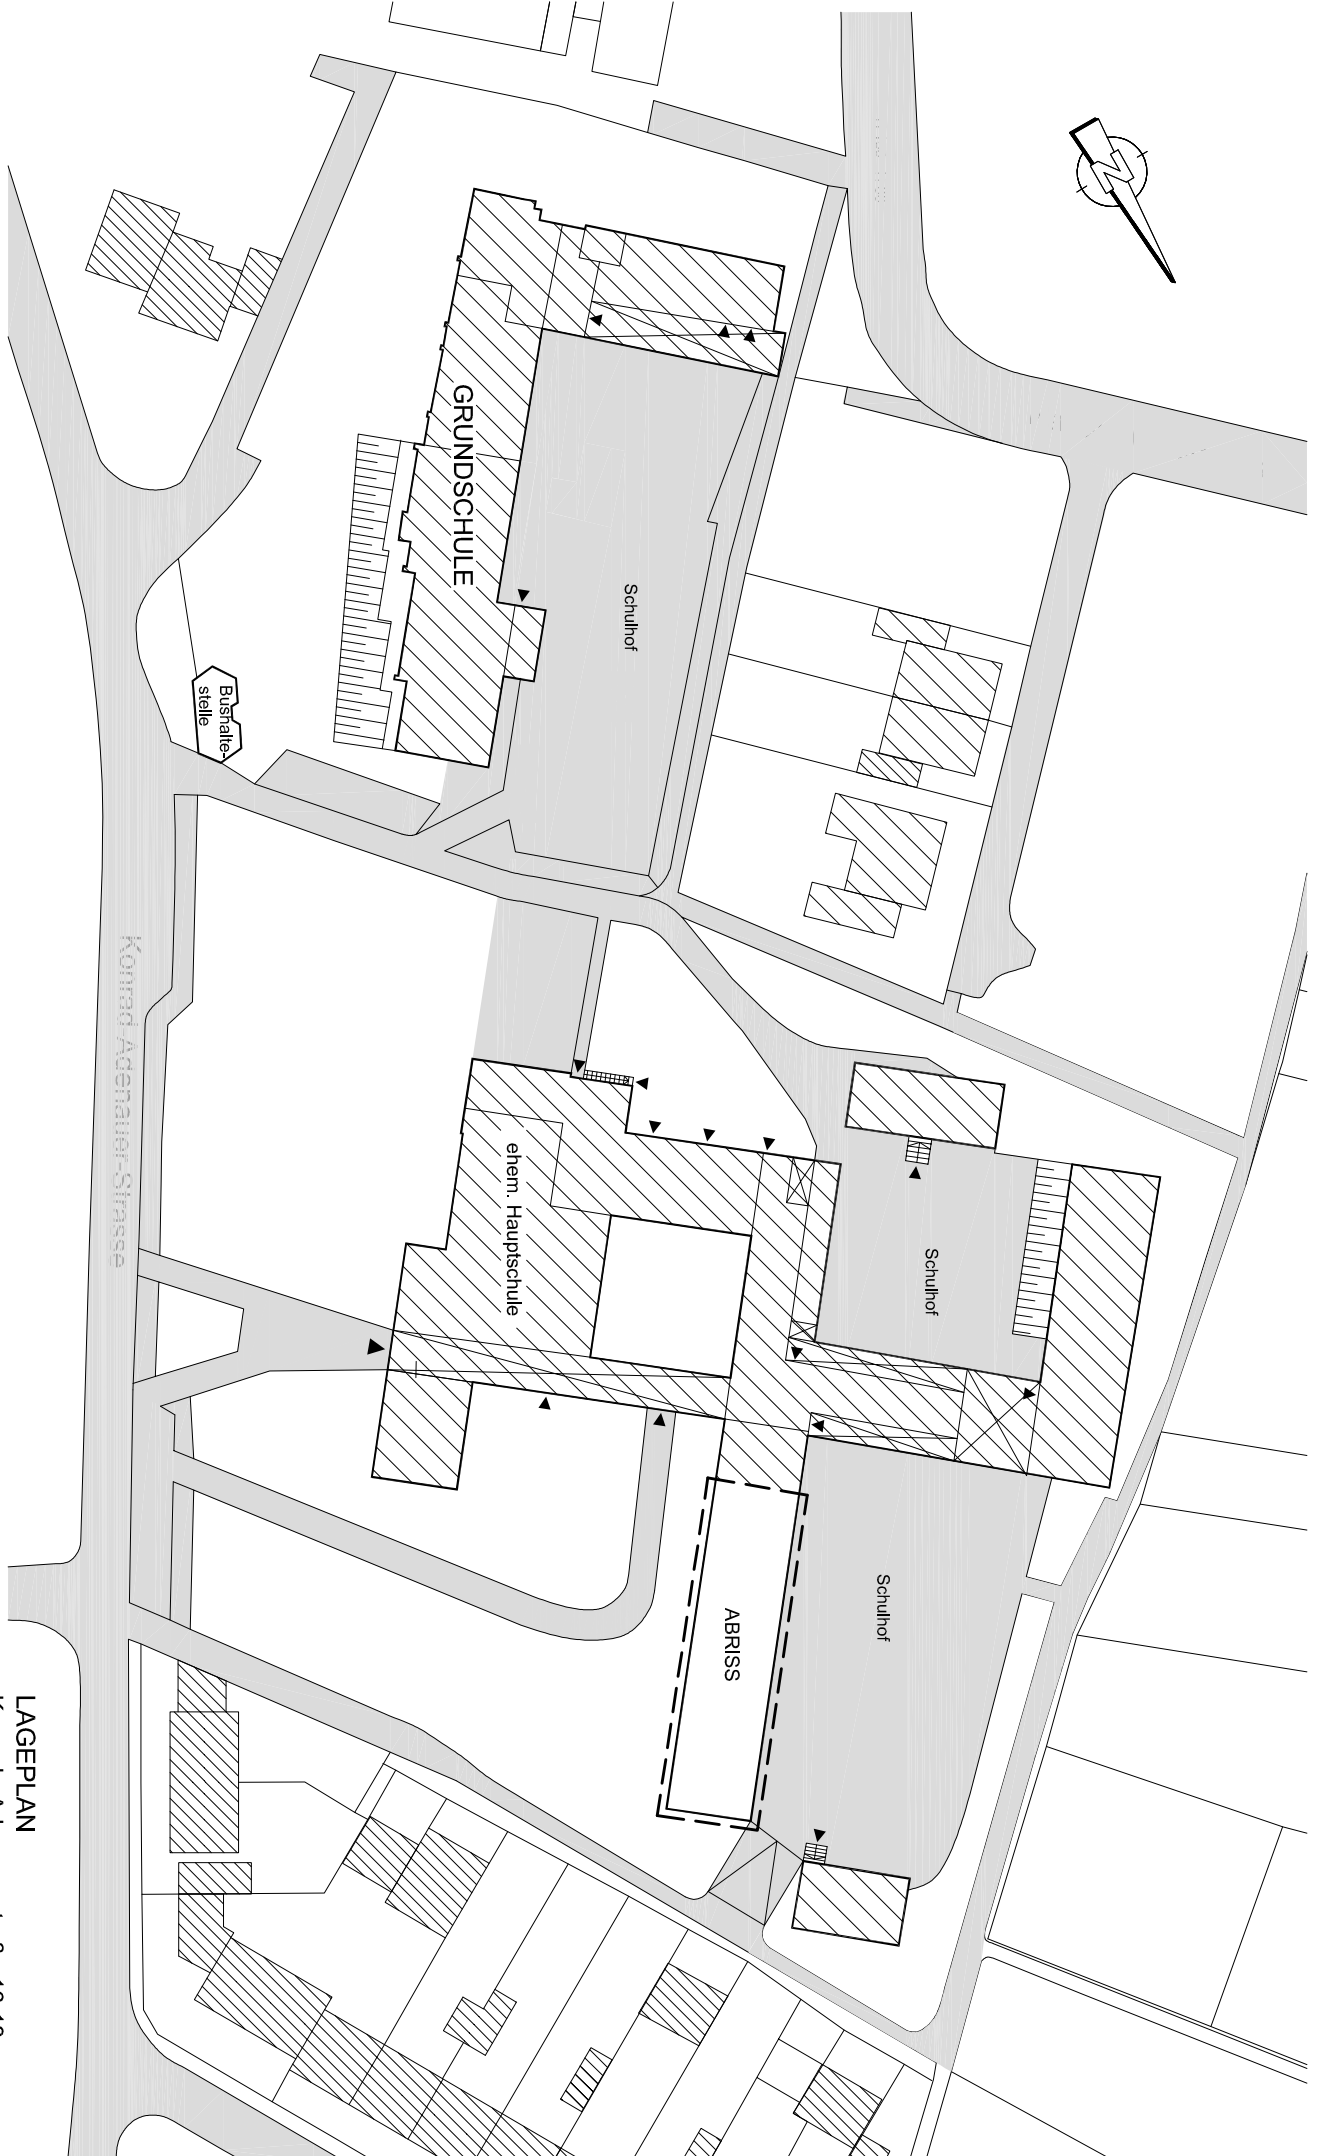 GRUNDSCHULE
Schulhof
Bushalte-
stelle
Konrad-Adenauer-Strasse
ehem. Hauptschule
Schulhof
Schulhof
ABRISS
LAGEPLAN
N